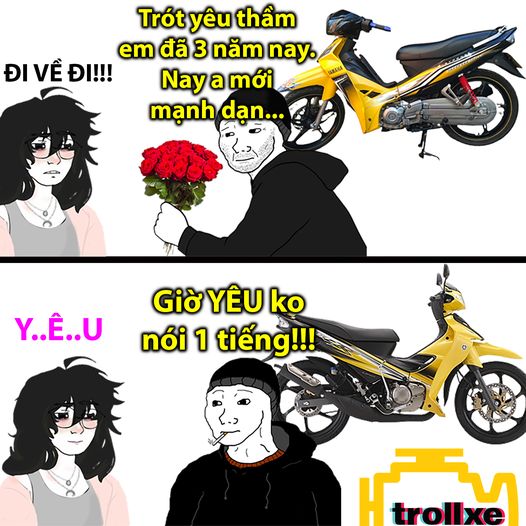 Trót yêu thầm
em đã 3 năm nay.
Nay a mới
mạnh dạn...
ĐI VỀ ĐI!!!
YAMAHA
Giờ YÊU ko
nói 1 tiếng!!!
Y..Ê..U
trollxe